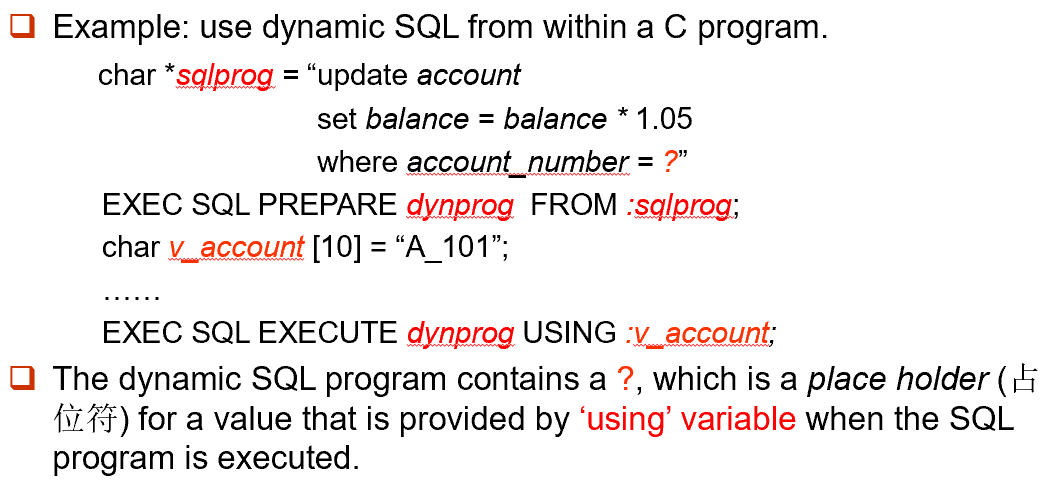 Example: use dynamic SQL from within a C program.
char *sqlprog = “update account
set balance = balance * 1.05
where account_number = ?”
EXEC SQL PREPARE dynprog FROM :sqlprog;
char v_account [10] = “A_101”;
……
EXEC SQL EXECUTE dynprog USING :v_account;
The dynamic SQL program contains a ?, which is a place holder (占
位符) for a value that is provided by ‘using’ variable when the SQL
program is executed.